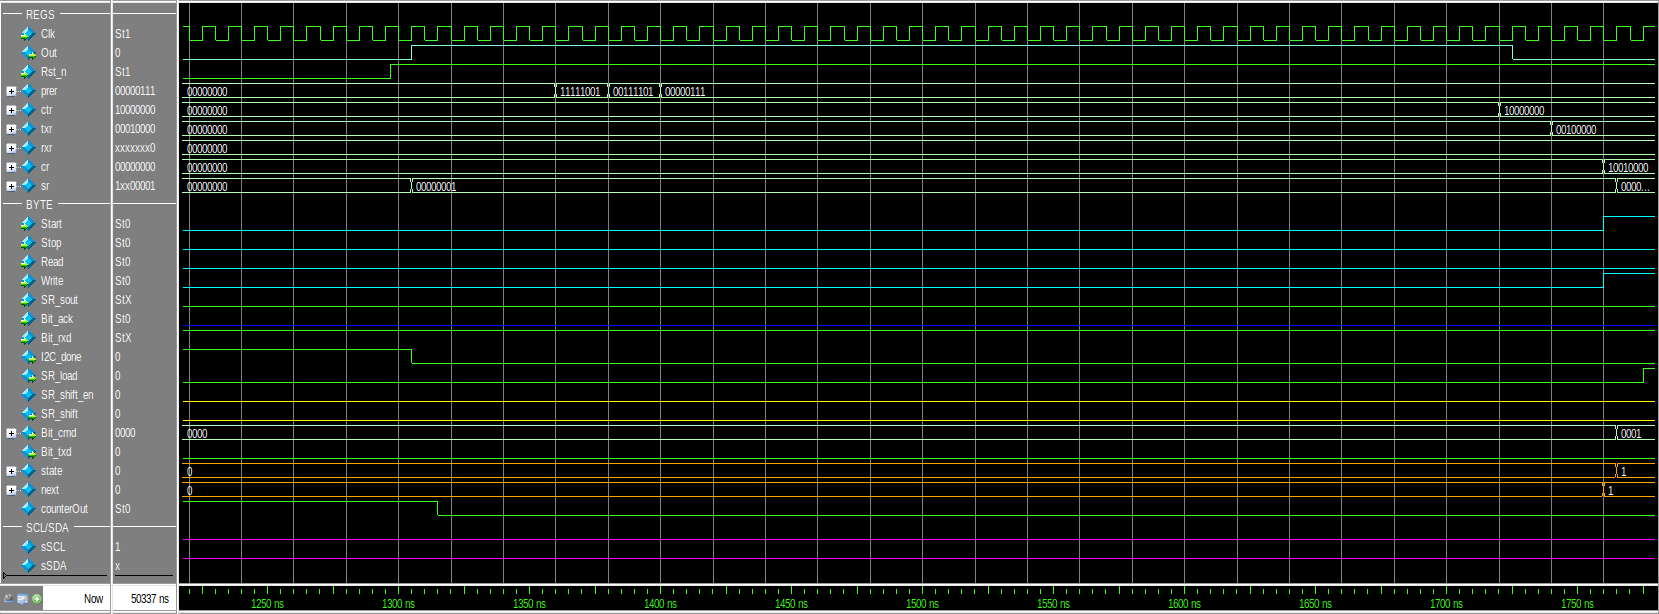 REGS
Clk St1
Out 0
Rst_n St1
prer 00000111 00000000 11111001 00111101 00000111
ctr 10000000 00000000 10000000
txr 00010000 00000000 00100000
rxr xxxxxxx0 00000000
cr 00000000 00000000 10010000
sr 1xx00001 00000000 00000001 0000...
BYTE
Start St0
Stop St0
Read St0
Write St0
SR_sout StX
Bit_ack St0
Bit_rxd StX
I2C_done 0
SR_load 0
SR_shift_en 0
SR_shift 0
Bit_cmd 0000 0000 0001
Bit_txd 0
state 0 0 1
next 0 0 1
counterOut St0
SCL/SDA
sSCL 1
sSDA x
Now 50337 ns 1250 ns 1300 ns 1350 ns 1400 ns 1450 ns 1500 ns 1550 ns 1600 ns 1650 ns 1700 ns 1750 ns